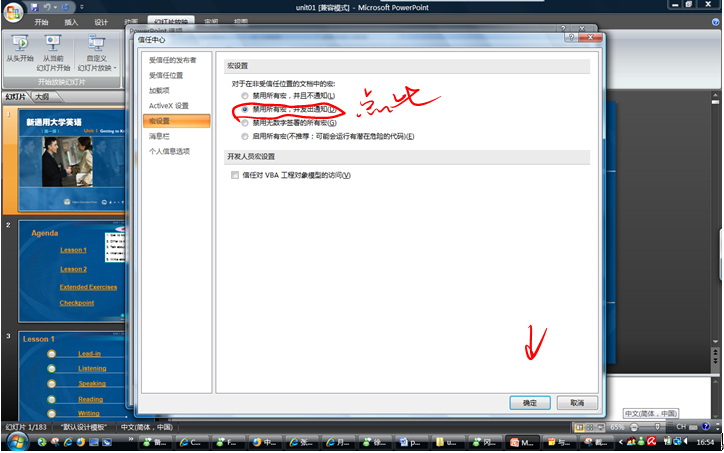 unit01 [兼容模式] - Microsoft PowerPoint
开始
插入
设计
动画
幻灯片放映
审阅
视图
PowerPoint 选项
从头开始
从当前
幻灯片开始
自定义
幻灯片放映
开始放映幻灯片
幻灯片
大纲
信任中心
受信任的发布者
受信任位置
加载项
ActiveX 设置
宏设置
消息栏
个人信息选项
宏设置
对于在非受信任位置的文档中的宏:
禁用所有宏，并且不通知(L)
禁用所有宏，并发出通知(D)
禁用无数字签署的所有宏(G)
启用所有宏(不推荐；可能会运行有潜在危险的代码)(E)
点此
开发人员宏设置
信任对 VBA 工程对象模型的访问(V)
确定
取消
1
新通用大学英语
2
Agenda
Lesson 1
Lesson 2
Extended Exercises
Checkpoint
3
Lesson 1
Lead-in
Listening
Speaking
Reading
Writing
幻灯片 1/183
"默认设计模板"
中文(简体，中国)
65%
中文(简体，中国)
CH
16:54